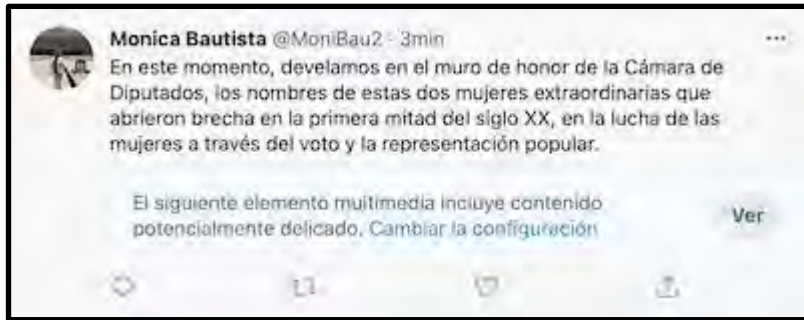 Monica Bautista @MoniBau2 · 3min
En este momento, develamos en el muro de honor de la Cámara de
Diputados, los nombres de estas dos mujeres extraordinarias que
abrieron brecha en la primera mitad del siglo XX, en la lucha de las
mujeres a través del voto y la representación popular.
El siguiente elemento multimedia incluye contenido
potencialmente delicado. Cambiar la configuración
Ver